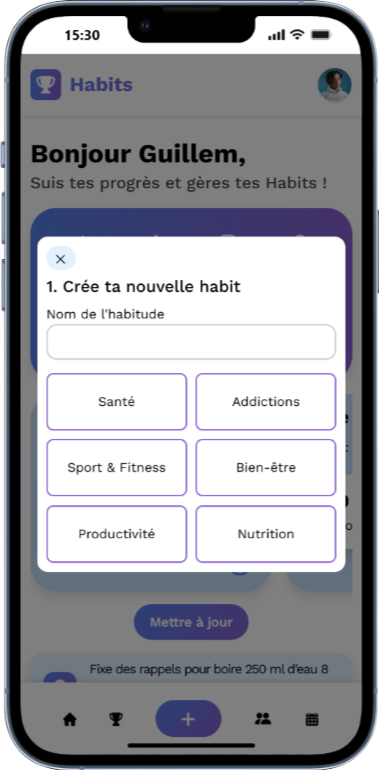 15:30
Habits
Bonjour Guillem,
Suis tes progrès et gères tes Habits !
1. Crée ta nouvelle habit
Nom de l'habitude
Santé
Addictions
Sport & Fitness
Bien-être
Productivité
Nutrition
Mettre à jour
Fixe des rappels pour boire 250 ml d'eau 8